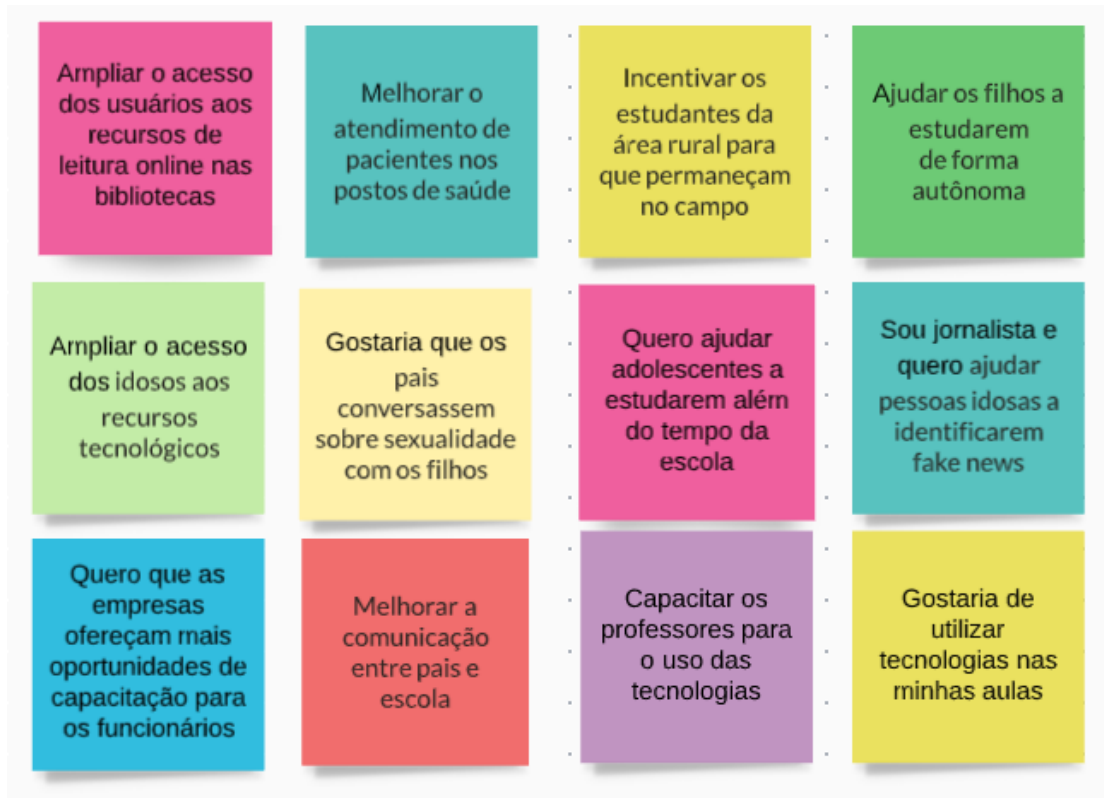 Ampliar o acesso
dos usuários aos
recursos de
leitura online nas
bibliotecas
Melhorar o
atendimento de
pacientes nos
postos de saúde
Incentivar os
estudantes da
área rural para
que permaneçam
no campo
Ajudar os filhos a
estudarem
de forma
autônoma
Ampliar o acesso
dos idosos aos
recursos
tecnológicos
Gostaria que os
pais
conversassem
sobre sexualidade
com os filhos
Quero ajudar
adolescentes a
estudarem além
do tempo da
escola
Sou jornalista e
quero ajudar
pessoas idosas a
identificarem
fake news
Quero que as
empresas
ofereçam mais
oportunidades de
capacitação para
os funcionários
Melhorar a
comunicação
entre pais e
escola
Capacitar os
professores para
o uso das
tecnologias
Gostaria de
utilizar
tecnologias nas
minhas aulas